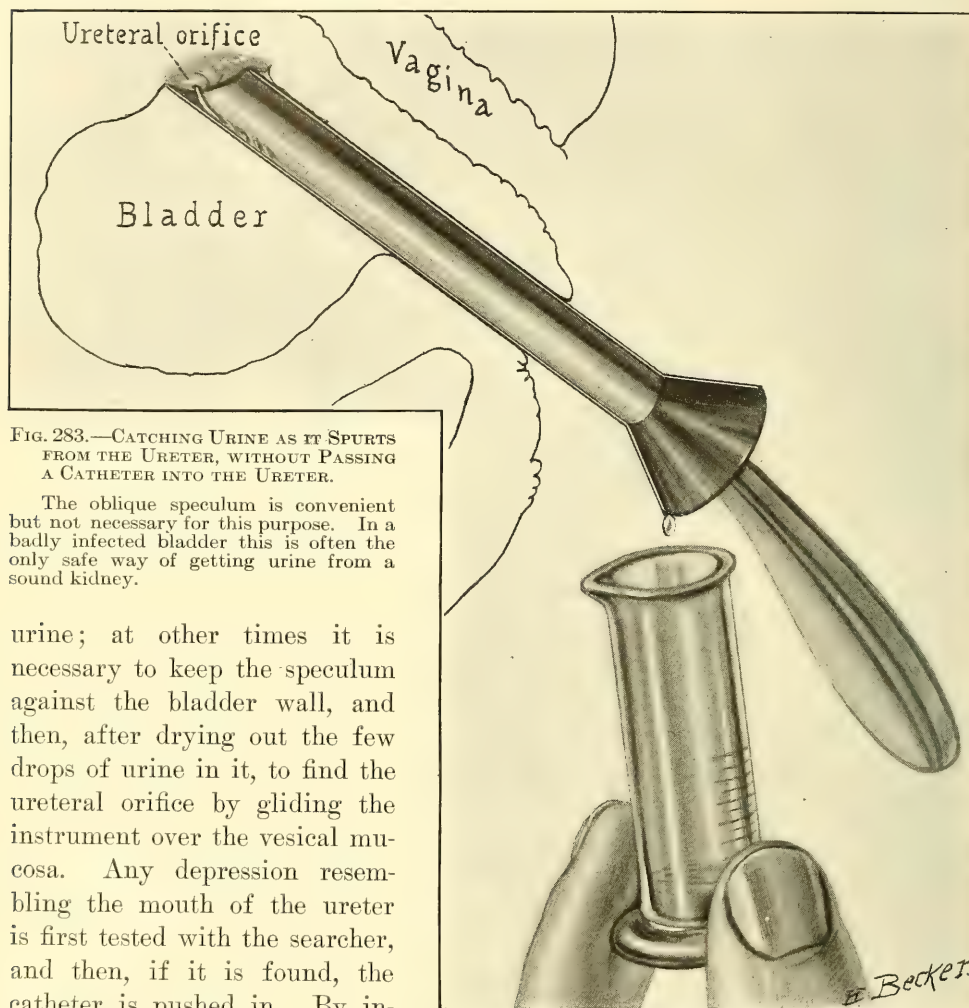 Ureteral orifice
Vagina
Bladder
FIG. 283.—CATCHING URINE AS IT SPURTS
FROM THE URETER, WITHOUT PASSING
A CATHETER INTO THE URETER.
The oblique speculum is convenient
but not necessary for this purpose. In a
badly infected bladder this is often the
only safe way of getting urine from a
sound kidney.
urine; at other times it is
necessary to keep the speculum
against the bladder wall, and
then, after drying out the few
drops of urine in it, to find the
ureteral orifice by gliding the
instrument over the vesical mu-
cosa. Any depression resem-
bling the mouth of the ureter
is first tested with the searcher,
and then, if it is found, the
catheter is pushed in. By in-
Becker.